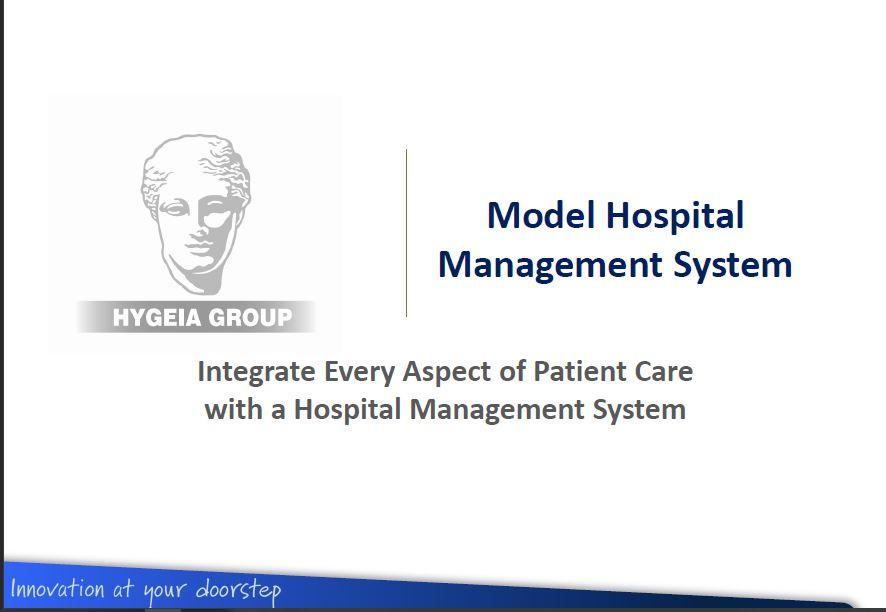 HYGEIA GROUP
Model Hospital
Management System
Integrate Every Aspect of Patient Care
with a Hospital Management System
Innovation at your doorstep